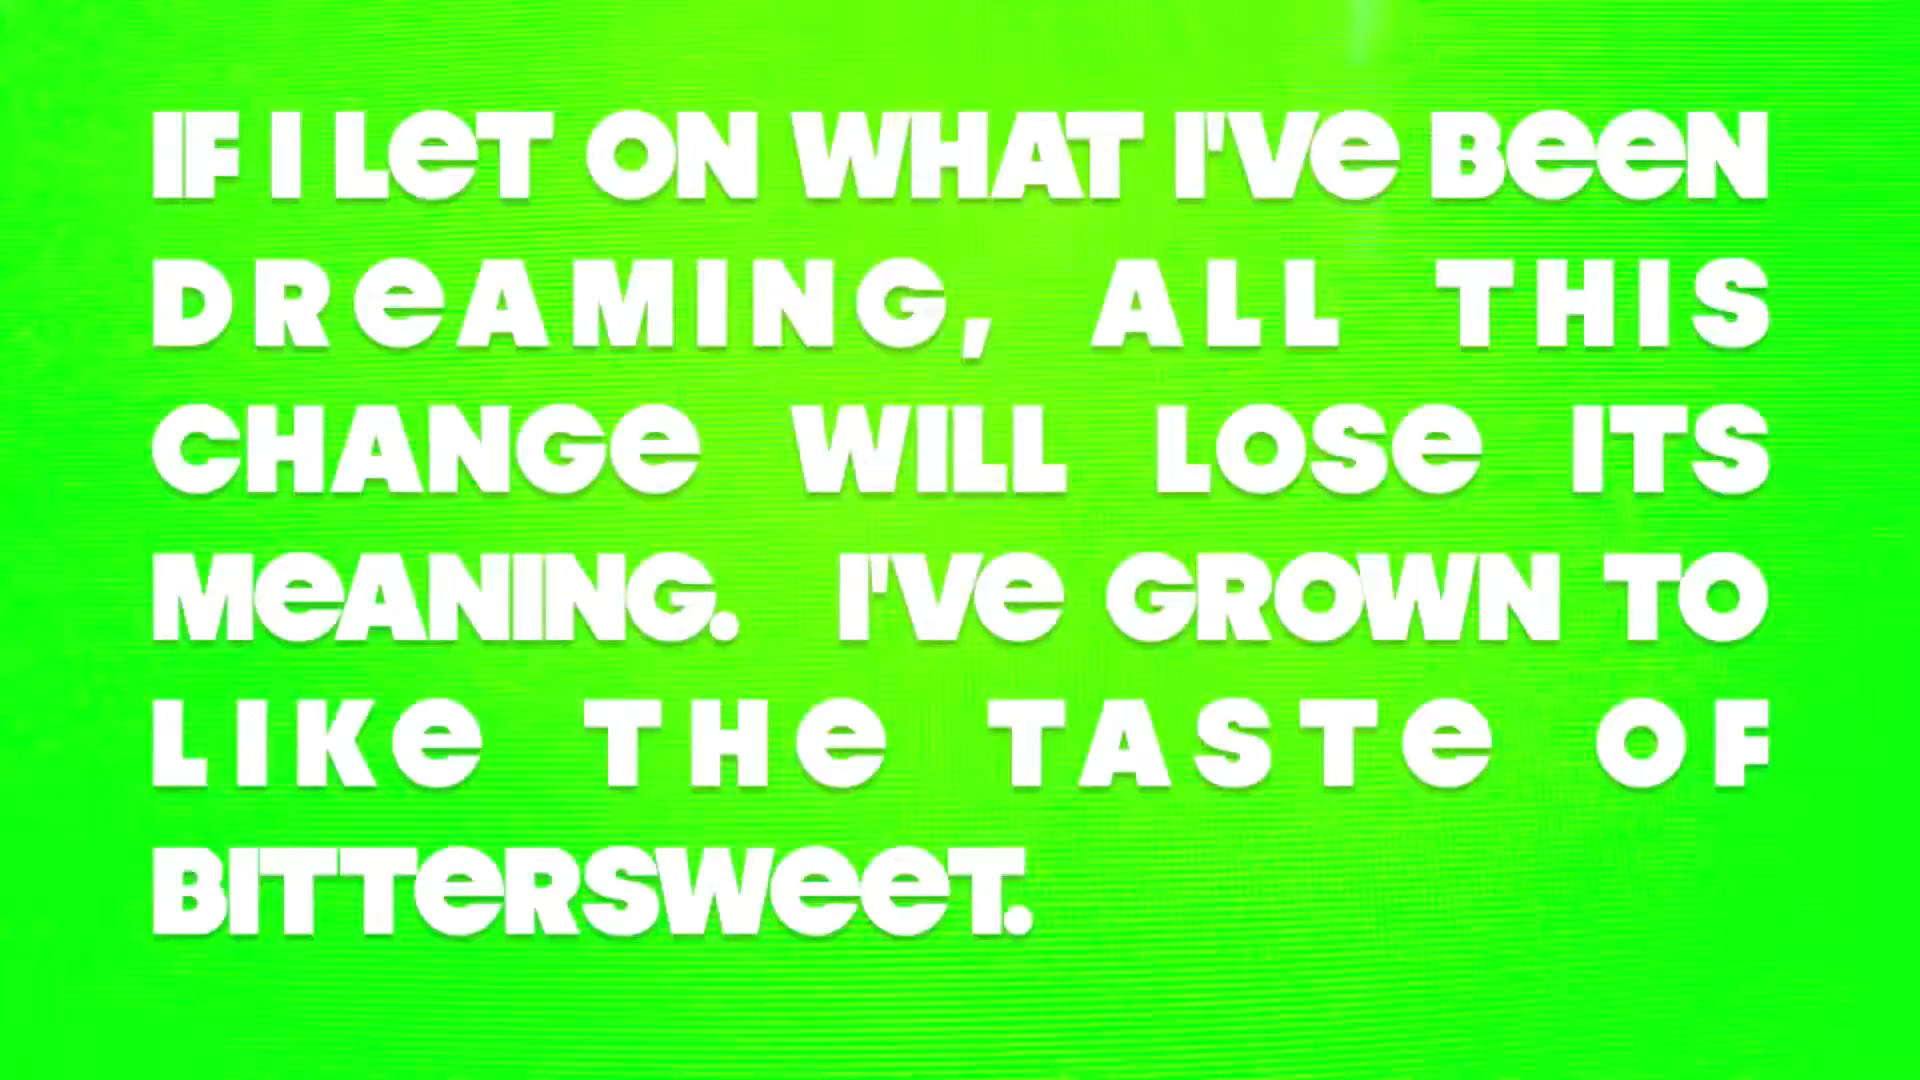 IF I LeT ON WHAT I'Ve BeeN
DReAMING, ALL THIS
CHANGe WILL LOSe ITS
MeANING. I'Ve GROWN TO
LIKe THe TASTe OF
BITTeRSWeeT.